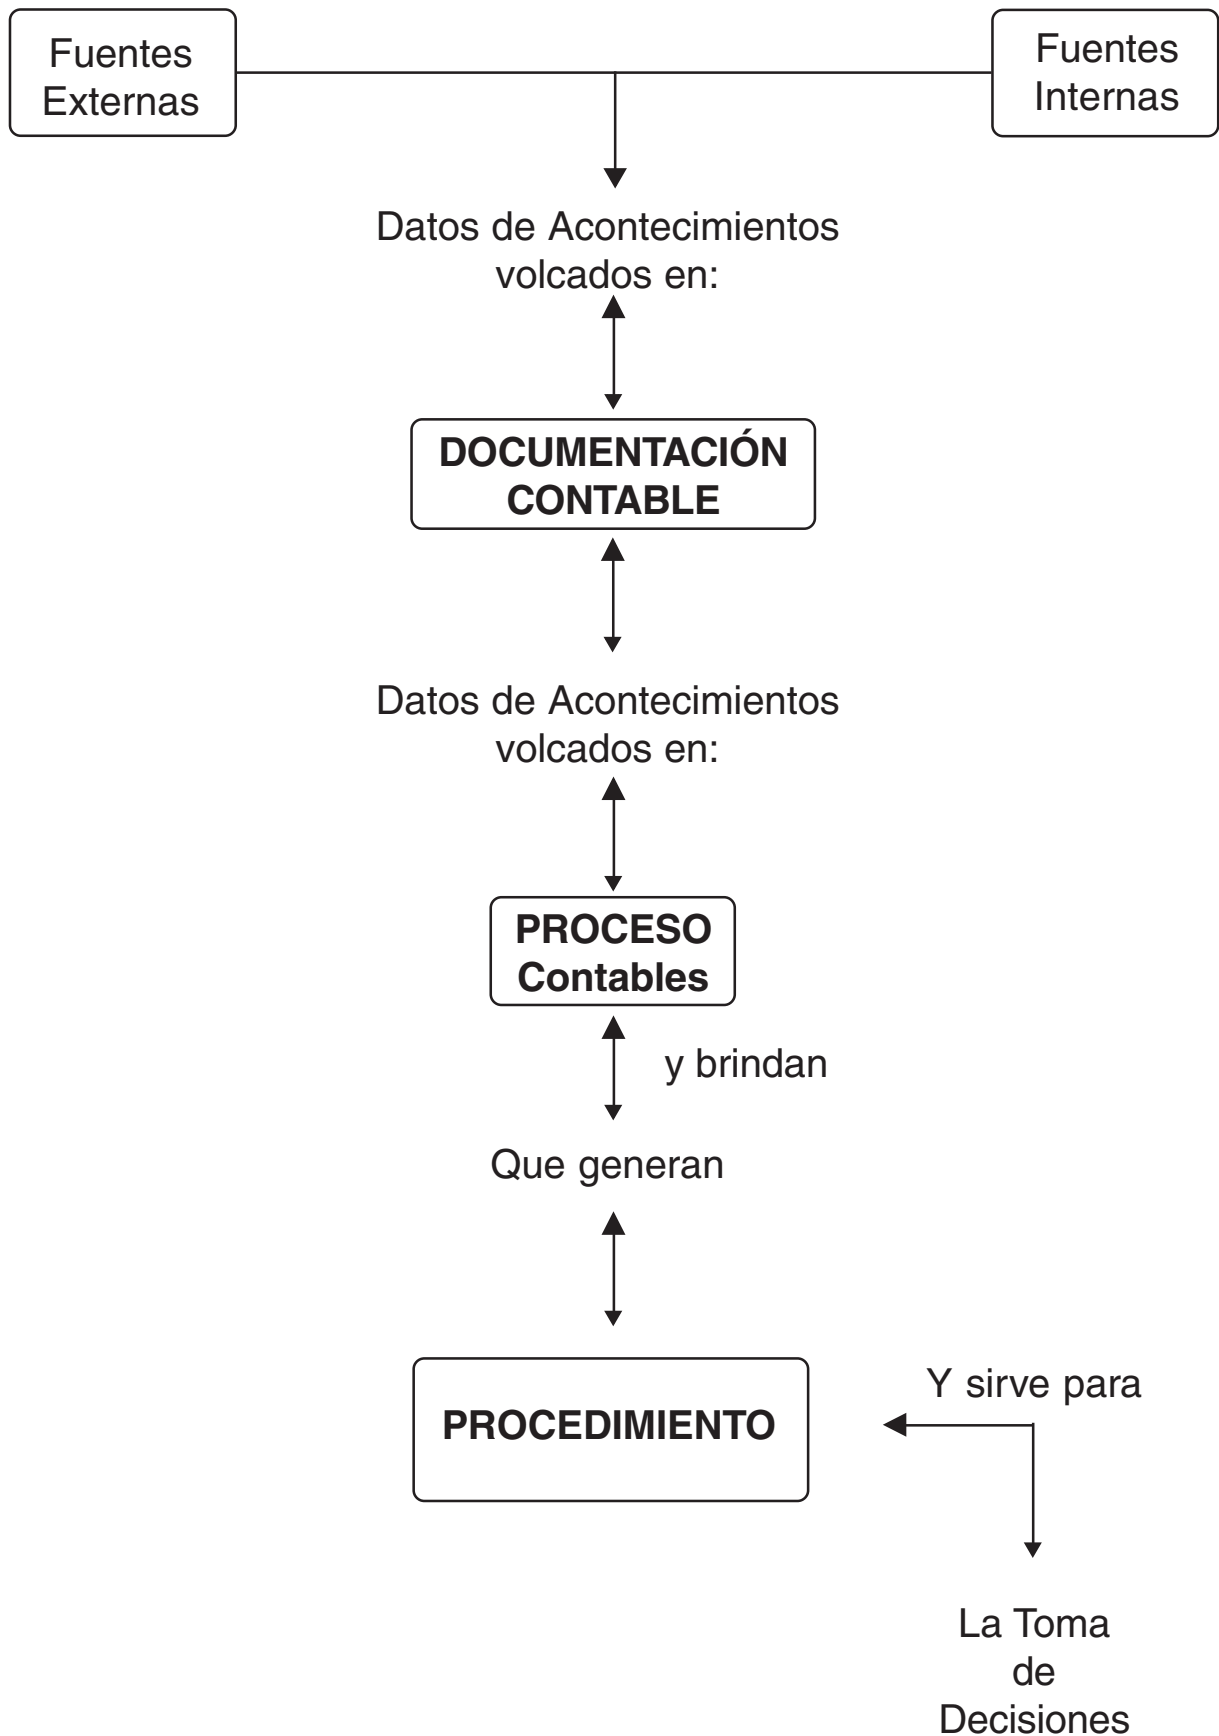 Fuentes
Externas
Fuentes
Internas
Datos de Acontecimientos
volcados en:
DOCUMENTACIÓN
CONTABLE
Datos de Acontecimientos
volcados en:
PROCESO
Contables
y brindan
Que generan
PROCEDIMIENTO
Y sirve para
La Toma
de
Decisiones